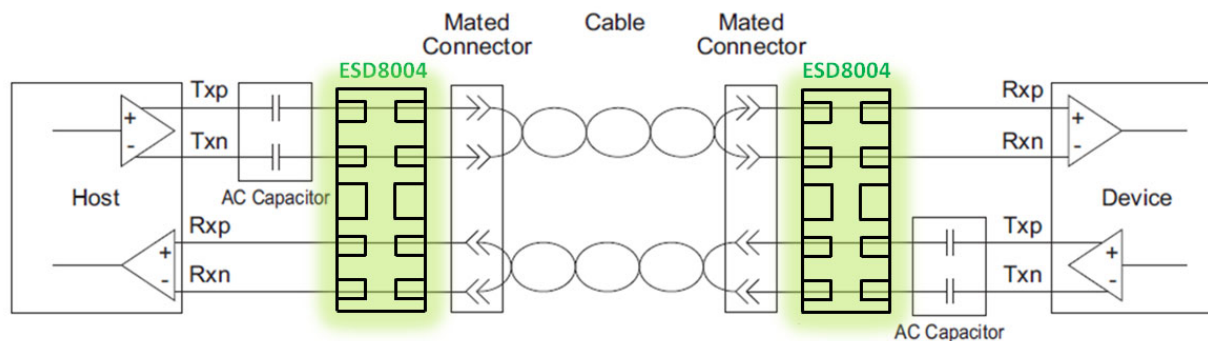 Mated Connector
Cable
Mated Connector
ESD8004
ESD8004
Txp
Rxp
+
-
+
-
Txn
Rxn
Host
AC Capacitor
Device
Rxp
Txp
+
-
+
-
Rxn
Txn
AC Capacitor